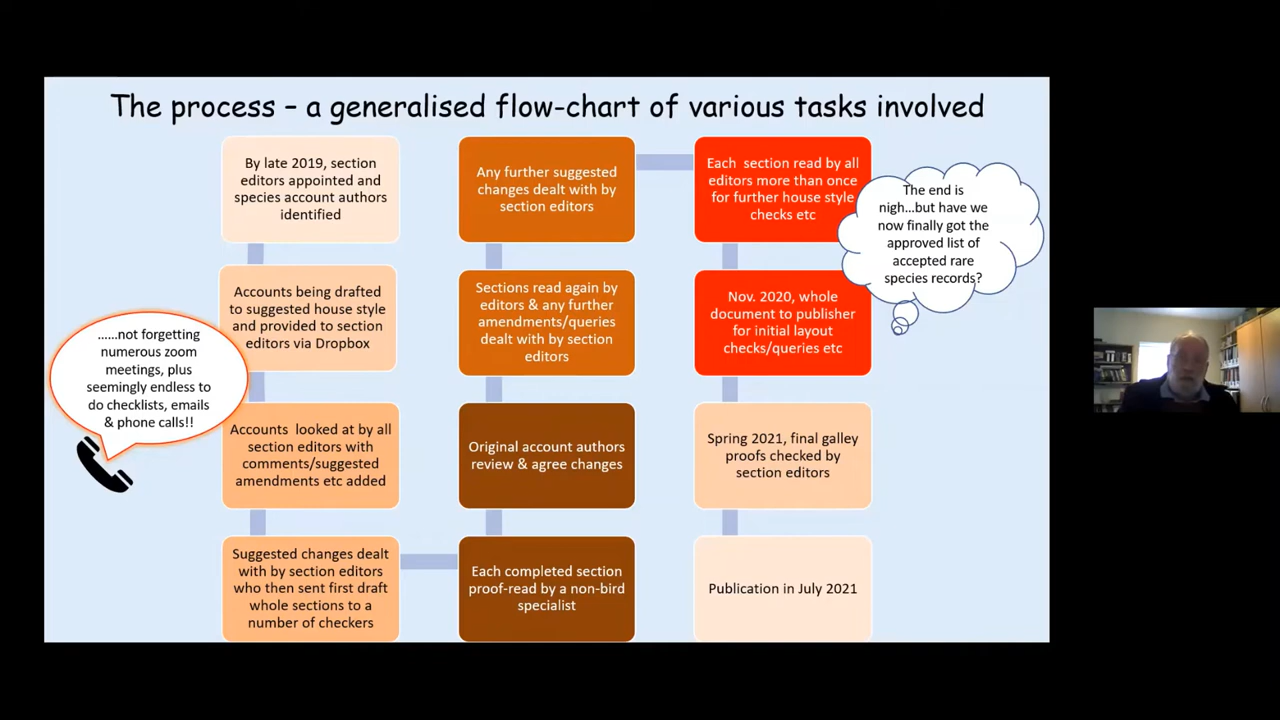 The process – a generalised flow-chart of various tasks involved
By late 2019, section
editors appointed and
species account authors
identified
Accounts being drafted
to suggested house style
and provided to section
editors via Dropbox
......not forgetting
numerous zoom
meetings, plus
seemingly endless to
do checklists, emails
& phone calls!!
Accounts  looked at by all
section editors with
comments/suggested
amendments etc added
Suggested changes dealt
with by section editors
who then sent first draft
whole sections to a
number of checkers
Each completed section
proof-read by a non-bird
specialist
Original account authors
review & agree changes
Sections read again by
editors & any further
amendments/queries
dealt with by section
editors
Any further suggested
changes dealt with by
section editors
Each  section read by all
editors more than once
for further house style
checks etc
The end is
nigh...but have we
now finally got the
approved list of
accepted rare
species records?
Nov. 2020, whole
document to publisher
for initial layout
checks/queries etc
Spring 2021, final galley
proofs checked by
section editors
Publication in July 2021